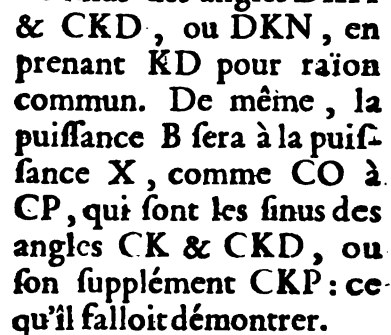 & CKD, ou DKN, en
prenant KD pour raïon
commun. De même, la
puiſſance B ſera à la puiſ-
ſance X, comme CO à
CP, qui ſont les ſinus des
angles CK & CKD, ou
ſon ſupplément CKP : ce
qu'il falloit démontrer.